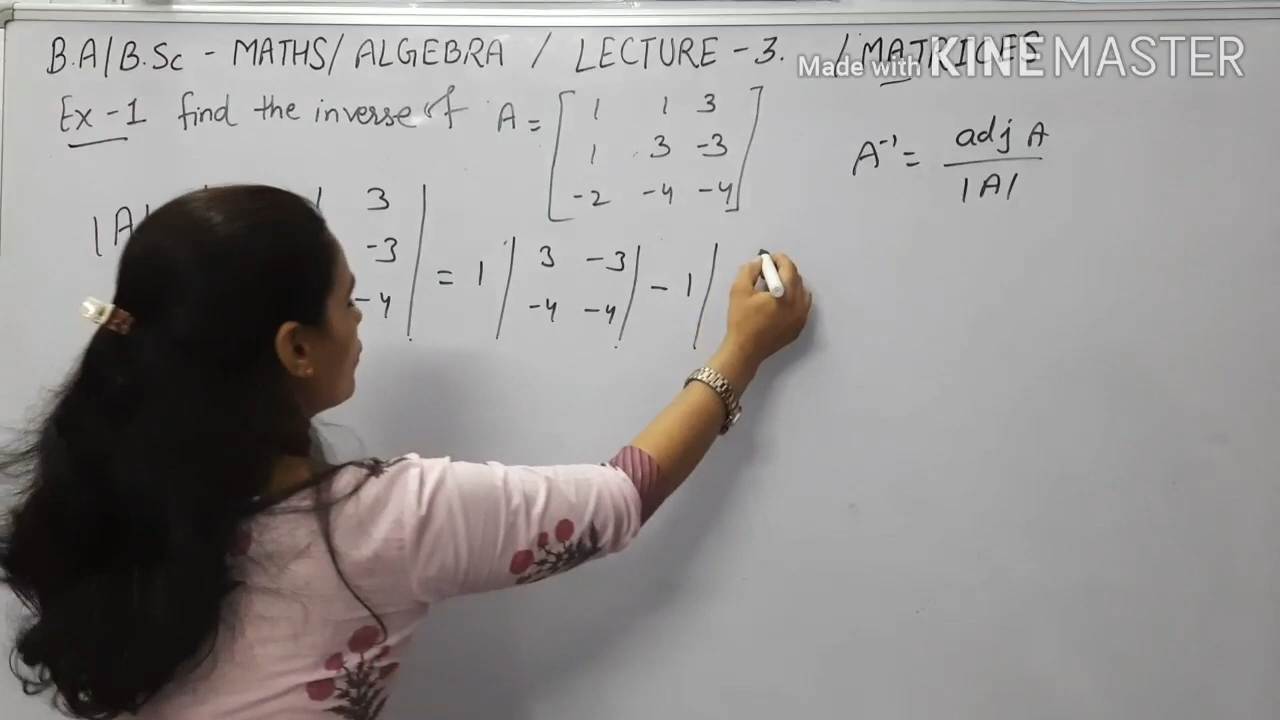 B.A/B.Sc - MATHS/ ALGEBRA / LECTURE - 3. / MATRICES
Made with KINEMASTER
Ex - 1 find the inverse of A = [ 1 1 3
1 3 -3
-2 -4 -4 ]
A⁻¹ = adj A
|A|
|A| | 3 |
-3
-4
= 1 | 3 -3 | - 1 |
-4 -4